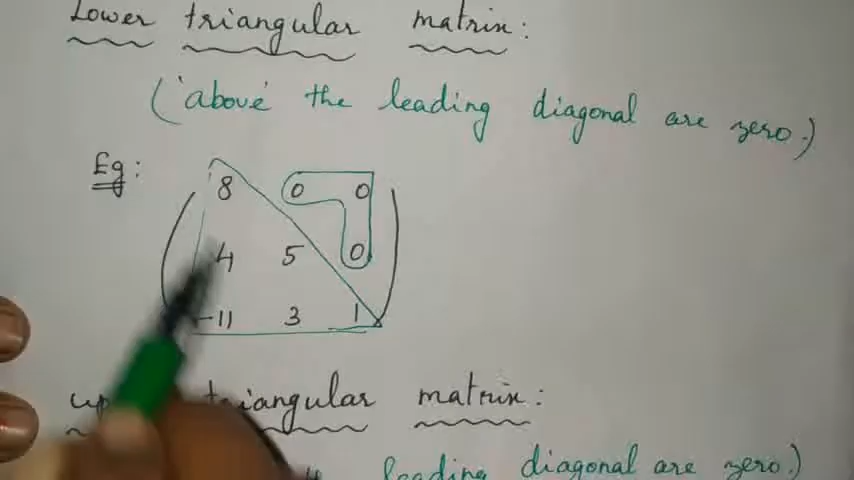 Lower triangular matrix:
('above' the leading diagonal are zero.)
Eg:
8 0 0
4 5 0
-11 3 1
triangular matrix:
leading diagonal are zero.)